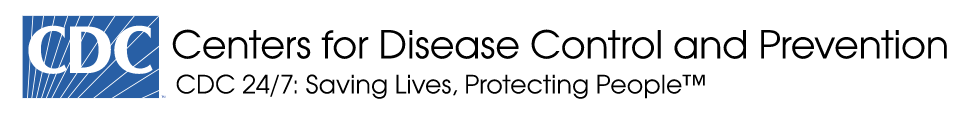 CDC Centers for Disease Control and Prevention
CDC 24/7: Saving Lives, Protecting People™